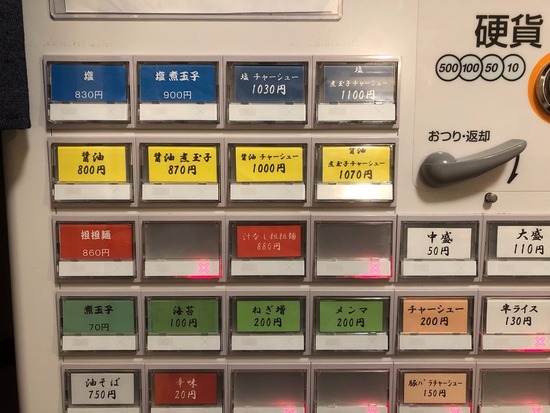 硬貨
500 100 50 10
おつり・返却
塩
830円
塩 煮玉子
900円
塩 チャーシュー
1030円
塩
煮玉子チャーシュー
1100円
醤油
800円
醤油 煮玉子
870円
醤油 チャーシュー
1000円
醤油
煮玉子チャーシュー
1070円
担担麺
860円
汁なし担担麺
880円
中盛
50円
大盛
110円
煮玉子
70円
海苔
100円
ねぎ増
200円
メンマ
200円
チャーシュー
200円
半ライス
130円
油そば
750円
辛味
20円
豚バラチャーシュー
150円